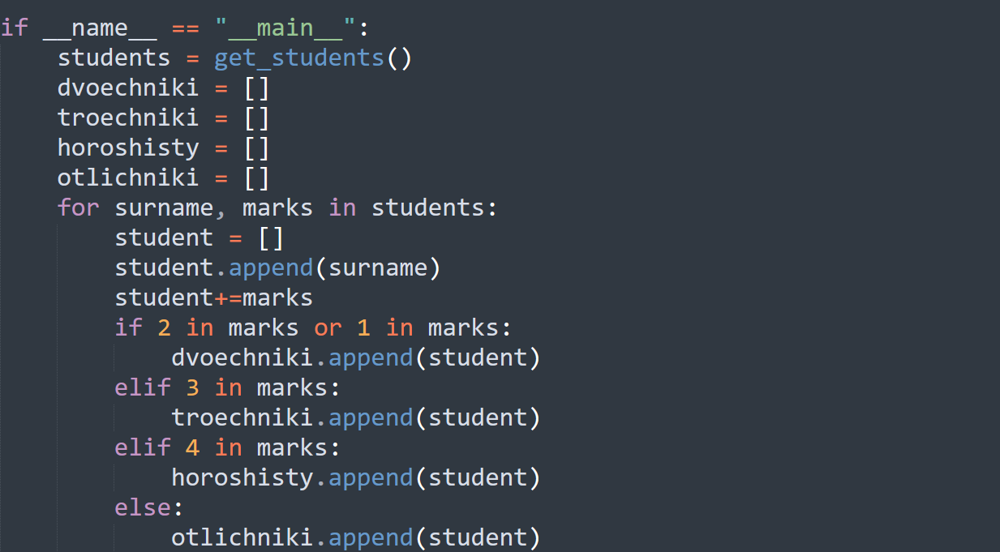 if __name__ == "__main__":
    students = get_students()
    dvoechniki = []
    troechniki = []
    horoshisty = []
    otlichniki = []
    for surname, marks in students:
        student = []
        student.append(surname)
        student+=marks
        if 2 in marks or 1 in marks:
            dvoechniki.append(student)
        elif 3 in marks:
            troechniki.append(student)
        elif 4 in marks:
            horoshisty.append(student)
        else:
            otlichniki.append(student)